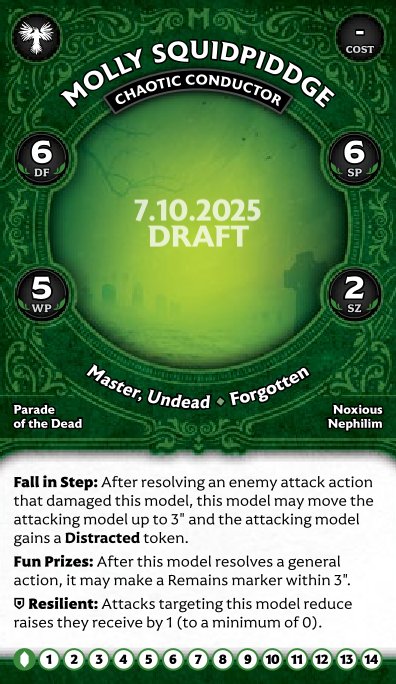 -
COST
MOLLY SQUIDPIDDGE
CHAOTIC CONDUCTOR
6
DF
6
SP
7.10.2025
DRAFT
5
WP
2
SZ
Master, Undead ◆ Forgotten
Parade
of the Dead
Noxious
Nephilim
Fall in Step: After resolving an enemy attack action
that damaged this model, this model may move the
attacking model up to 3" and the attacking model
gains a Distracted token.
Fun Prizes: After this model resolves a general
action, it may make a Remains marker within 3".
Resilient: Attacks targeting this model reduce
raises they receive by 1 (to a minimum of 0).
1 2 3 4 5 6 7 8 9 10 11 12 13 14